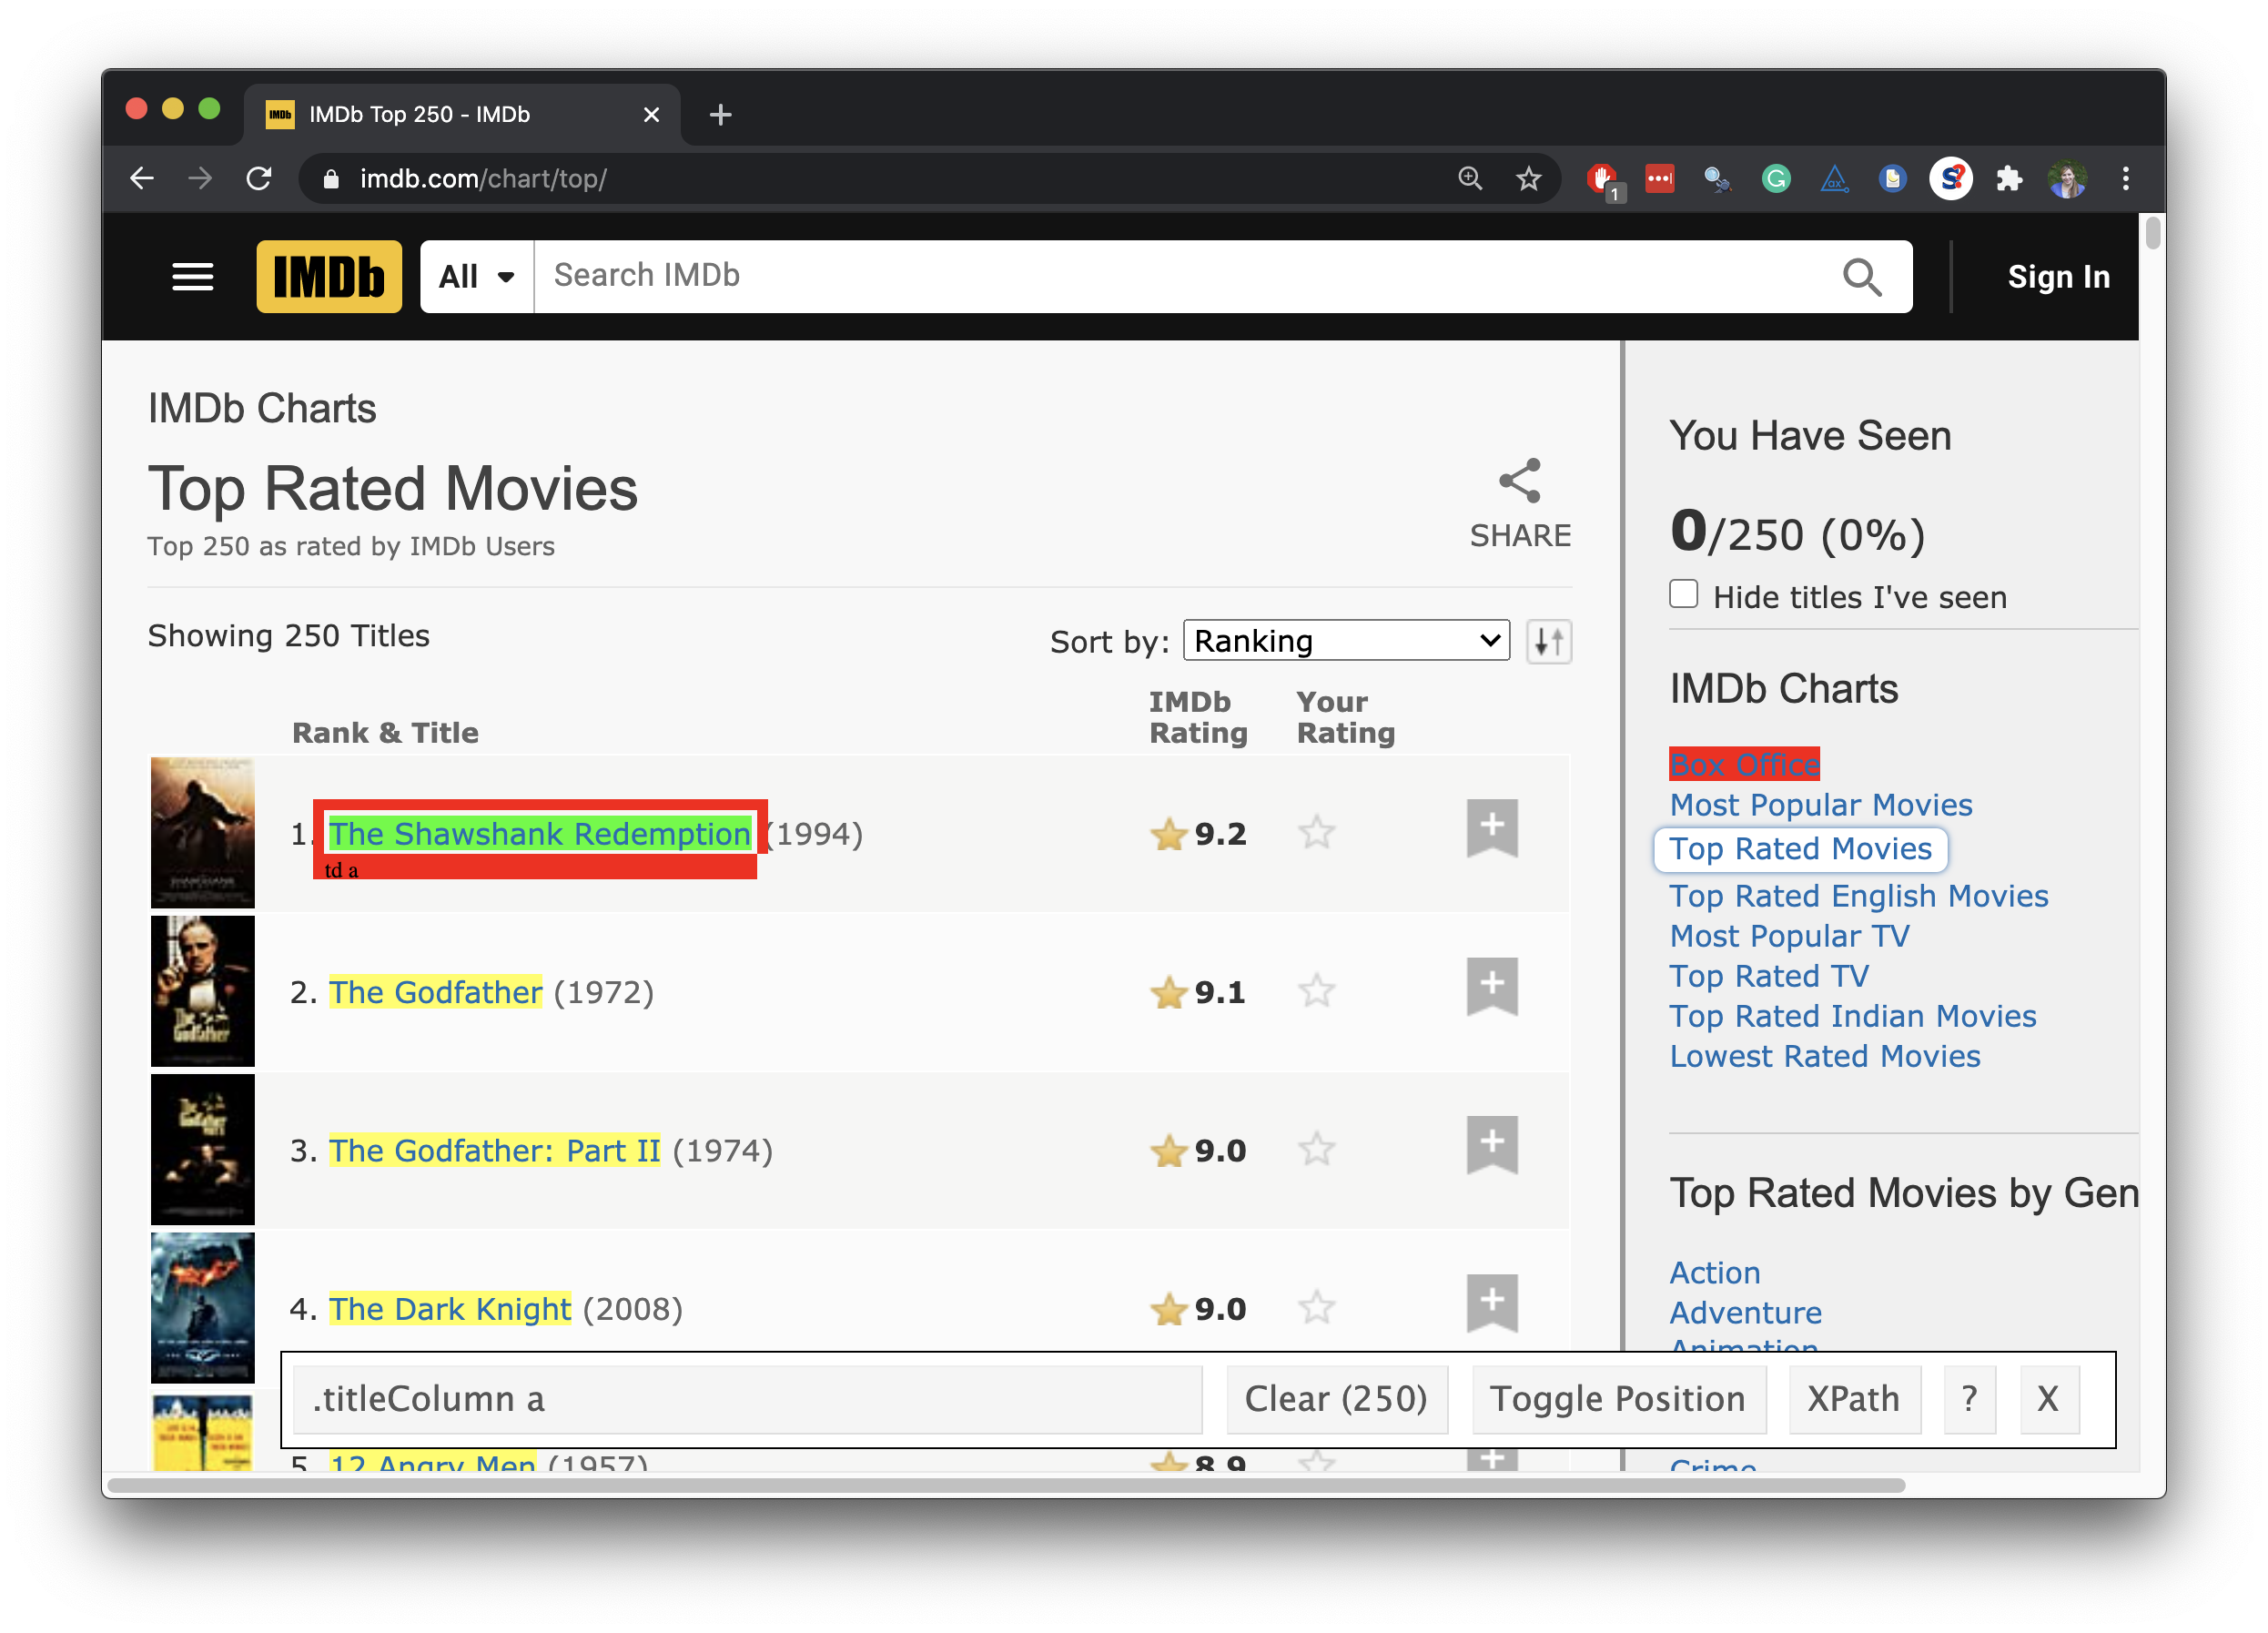 IMDb IMDb Top 250 - IMDb
imdb.com/chart/top/
1
IMDb All Search IMDb Sign In
IMDb Charts
Top Rated Movies
Top 250 as rated by IMDb Users
SHARE
Showing 250 Titles
Sort by: Ranking
Rank & Title
IMDb
Rating
Your
Rating
1. The Shawshank Redemption (1994) 9.2
td a
2. The Godfather (1972) 9.1
3. The Godfather: Part II (1974) 9.0
4. The Dark Knight (2008) 9.0
5. 12 Angry Men (1957) 8.9
You Have Seen
0/250 (0%)
Hide titles I've seen
IMDb Charts
Box Office
Most Popular Movies
Top Rated Movies
Top Rated English Movies
Most Popular TV
Top Rated TV
Top Rated Indian Movies
Lowest Rated Movies
Top Rated Movies by Gen
Action
Adventure
Animation
Crime
.titleColumn a Clear (250) Toggle Position XPath ? X